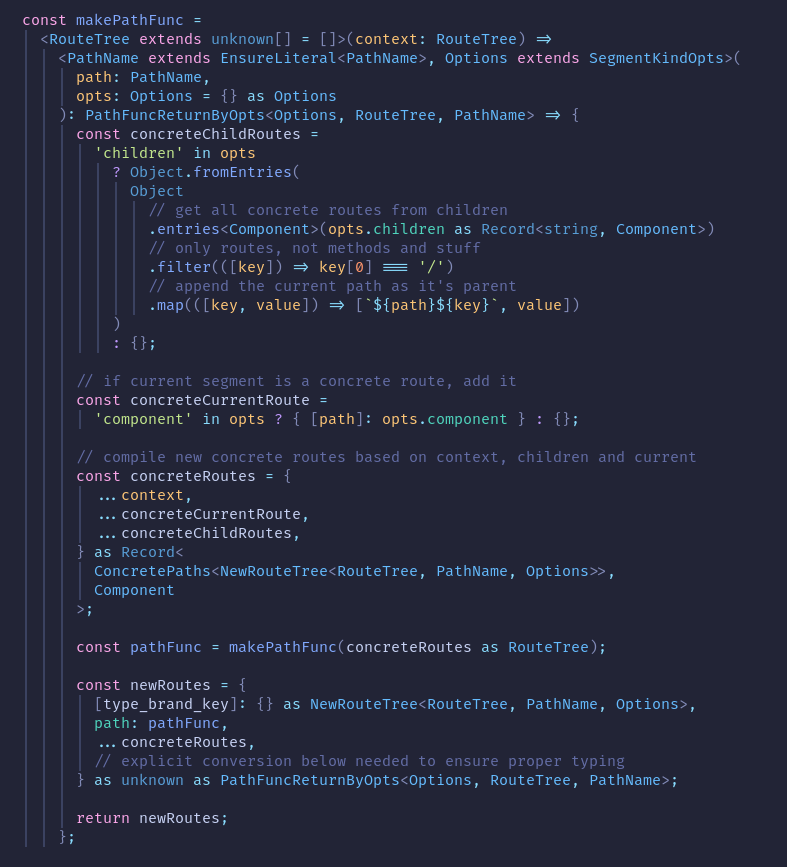 const makePathFunc =
  <RouteTree extends unknown[] = []>(context: RouteTree) =>
    <PathName extends EnsureLiteral<PathName>, Options extends SegmentKindOpts>(
      path: PathName,
      opts: Options = {} as Options
    ): PathFuncReturnByOpts<Options, RouteTree, PathName> => {
      const concreteChildRoutes =
        'children' in opts
          ? Object.fromEntries(
            Object
              // get all concrete routes from children
              .entries<Component>(opts.children as Record<string, Component>)
              // only routes, not methods and stuff
              .filter(([key]) => key[0] === '/')
              // append the current path as it's parent
              .map(([key, value]) => [`${path}${key}`, value])
          )
          : {};

      // if current segment is a concrete route, add it
      const concreteCurrentRoute =
        'component' in opts ? { [path]: opts.component } : {};

      // compile new concrete routes based on context, children and current
      const concreteRoutes = {
        ...context,
        ...concreteCurrentRoute,
        ...concreteChildRoutes,
      } as Record<
        ConcretePaths<NewRouteTree<RouteTree, PathName, Options>>,
        Component
      >;

      const pathFunc = makePathFunc(concreteRoutes as RouteTree);

      const newRoutes = {
        [type_brand_key]: {} as NewRouteTree<RouteTree, PathName, Options>,
        path: pathFunc,
        ...concreteRoutes,
        // explicit conversion below needed to ensure proper typing
      } as unknown as PathFuncReturnByOpts<Options, RouteTree, PathName>;

      return newRoutes;
    };